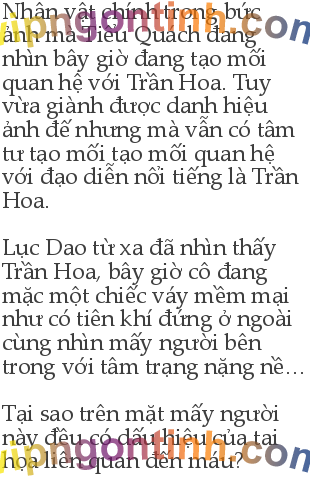 Nhân vật chính trong bức
ảnh mà Tiểu Quách đang
nhìn bây giờ đang tạo mối
quan hệ với Trần Hoa. Tuy
vừa giành được danh hiệu
ảnh đế nhưng mà vẫn có tâm
tư tạo mối tạo mối quan hệ
với đạo diễn nổi tiếng là Trần
Hoa.
Lục Dao từ xa đã nhìn thấy
Trần Hoa, bây giờ cô đang
mặc một chiếc váy mềm mại
như có tiên khí đứng ở ngoài
cùng nhìn mấy người bên
trong với tâm trạng nặng nề…
Tại sao trên mặt mấy người
này đều có dấu hiệu của tai
họa liên quan đến máu?
vipngontinh.com
vipngontinh.com